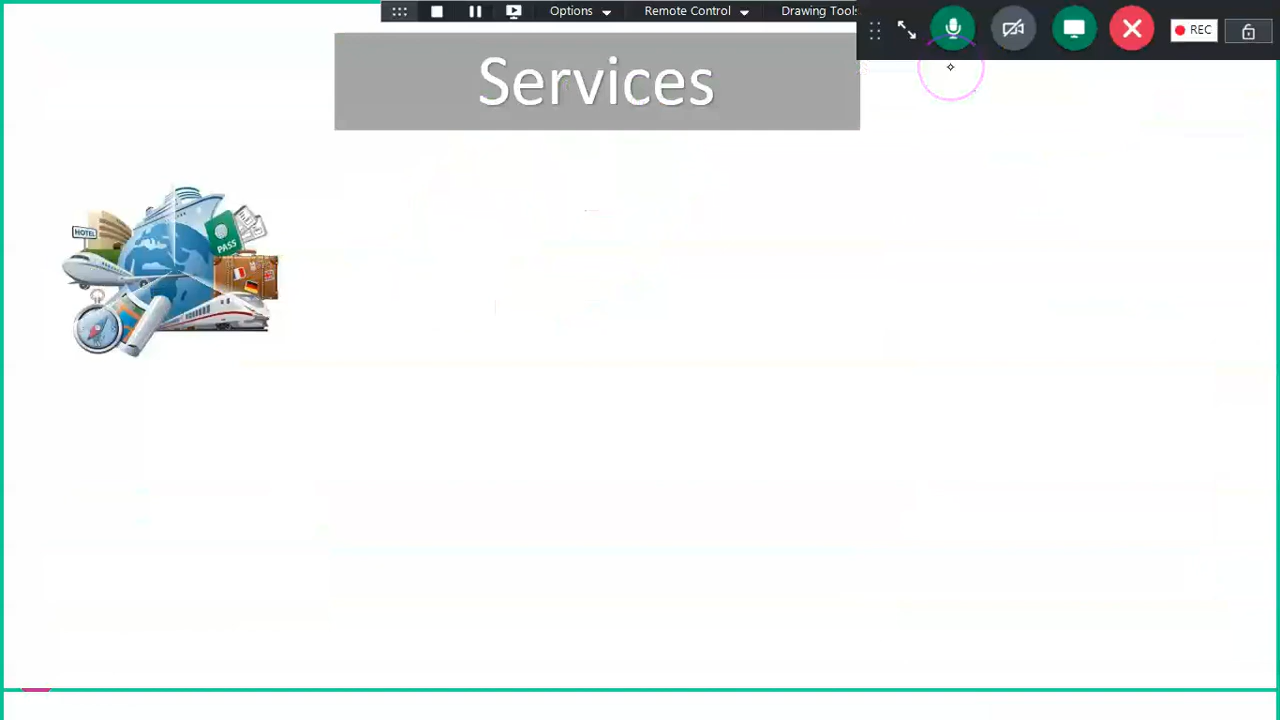 Options
Remote Control
Drawing Tools
REC
Services
HOTEL
PASS